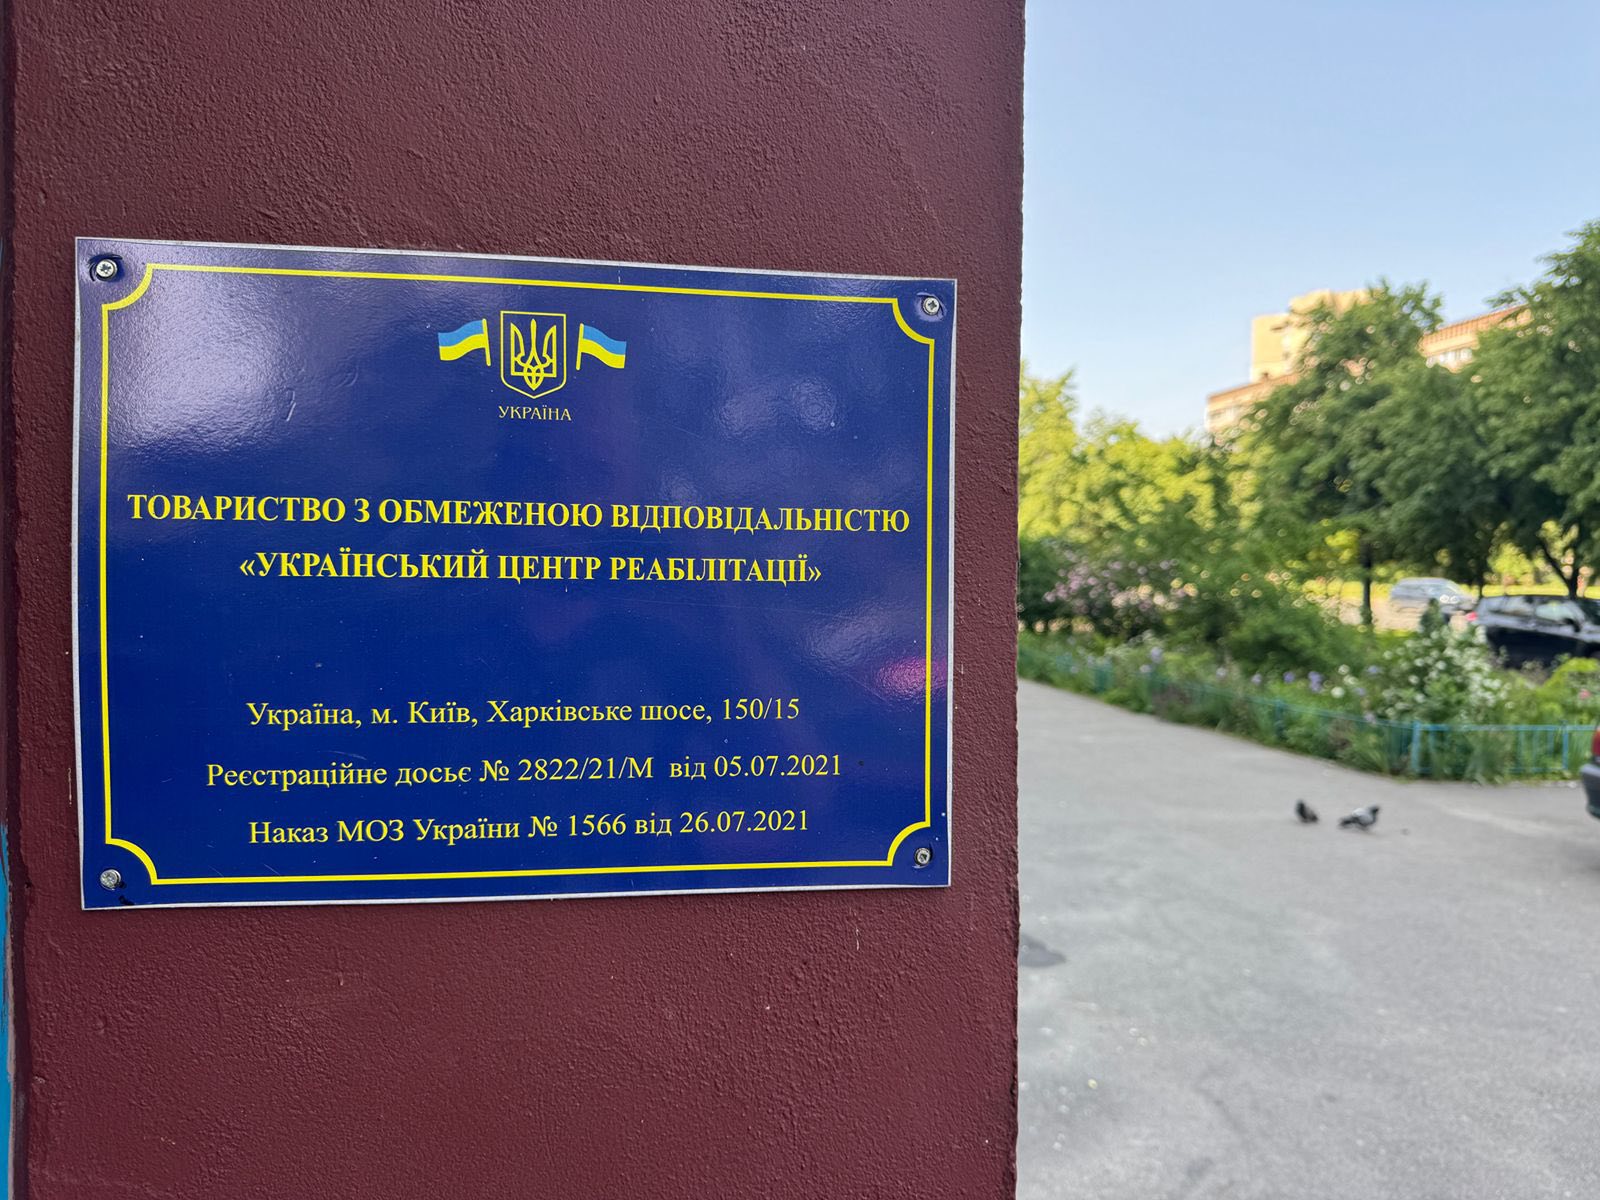 УКРАЇНА
ТОВАРИСТВО З ОБМЕЖЕНОЮ ВІДПОВІДАЛЬНІСТЮ
«УКРАЇНСЬКИЙ ЦЕНТР РЕАБІЛІТАЦІЇ»
Україна, м. Київ, Харківське шосе, 150/15
Реєстраційне досьє № 2822/21/М від 05.07.2021
Наказ МОЗ України № 1566 від 26.07.2021